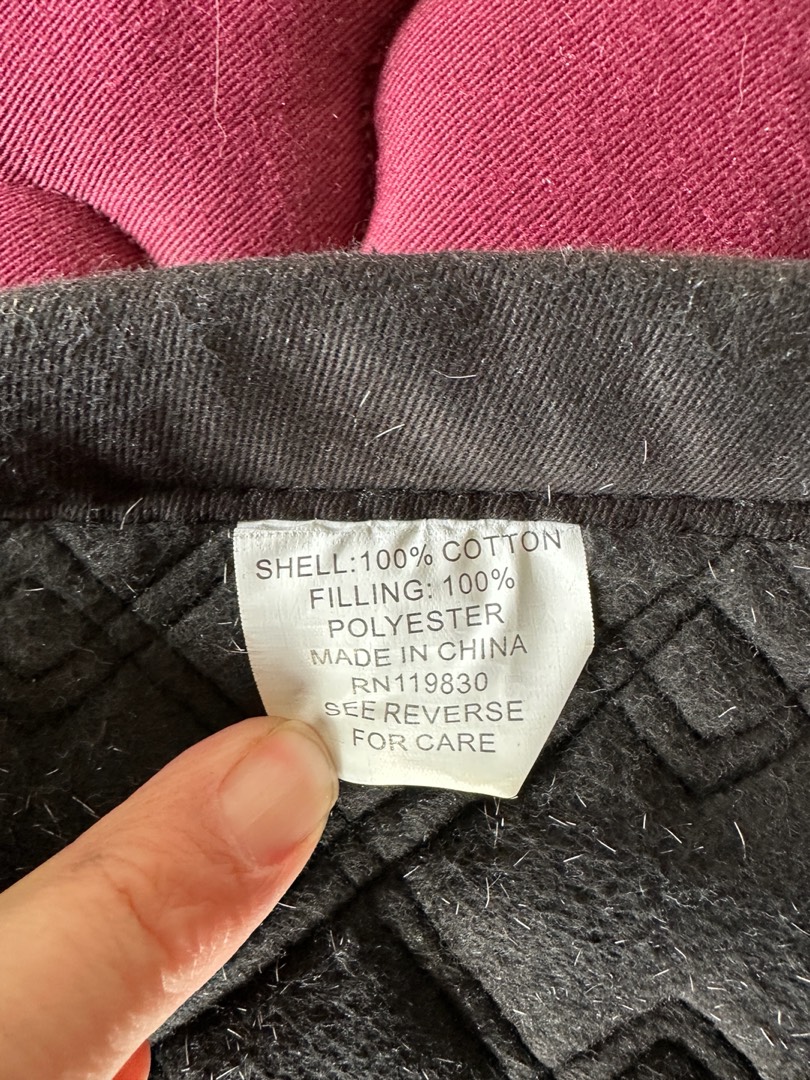 SHELL:100% COTTON
FILLING: 100%
POLYESTER
MADE IN CHINA
RN119830
SEE REVERSE
FOR CARE